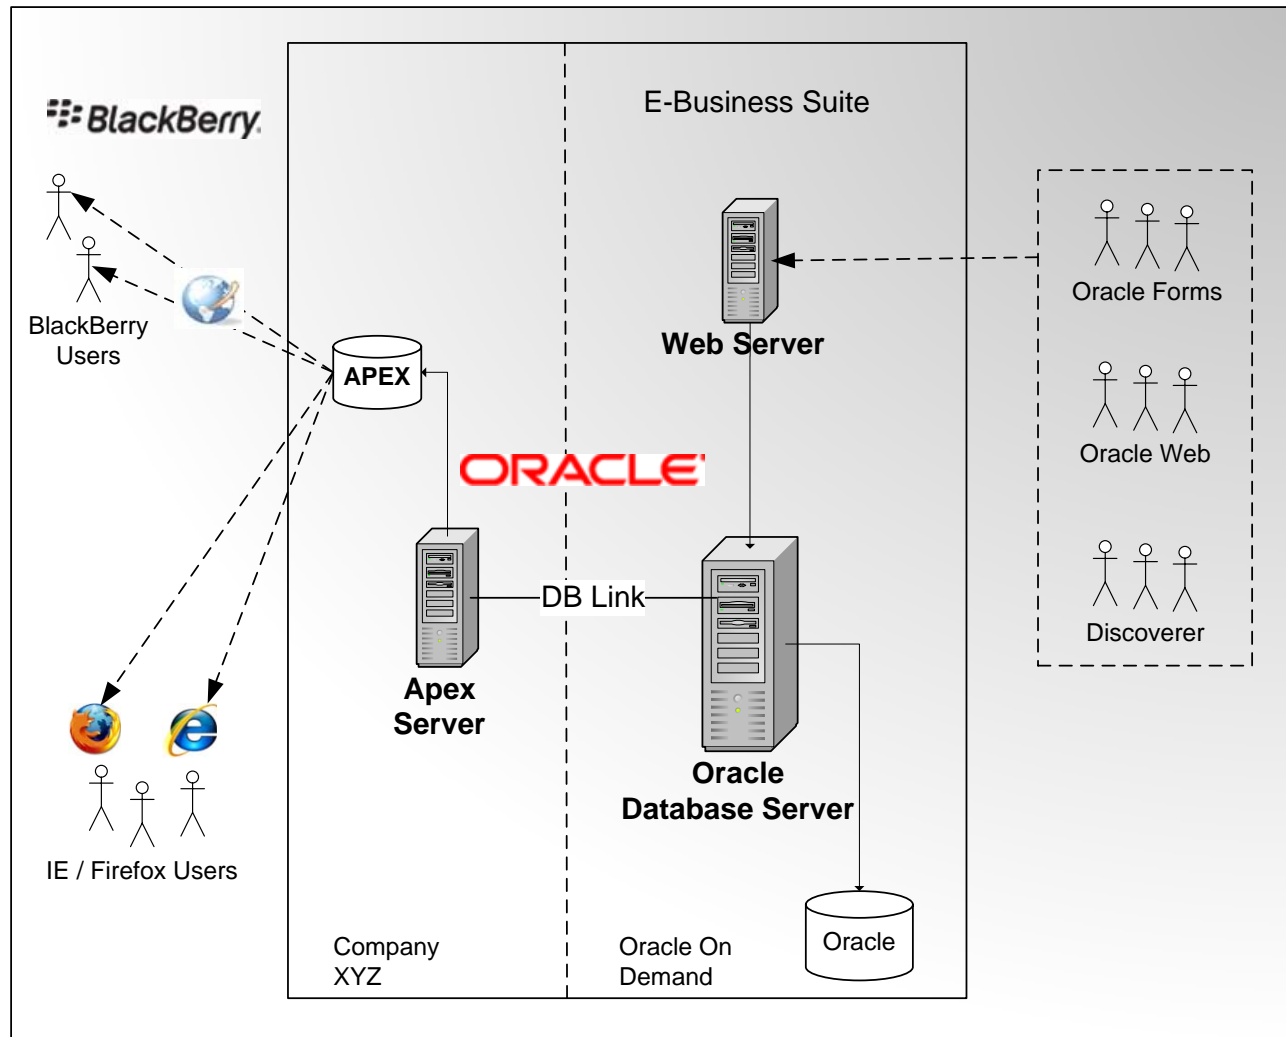 BlackBerry.
E-Business Suite
BlackBerry
Users
APEX
Web Server
Oracle Forms
Oracle Web
ORACLE
DB Link
Discoverer
Apex
Server
Oracle
Database Server
IE / Firefox Users
Company
XYZ
Oracle On
Demand
Oracle